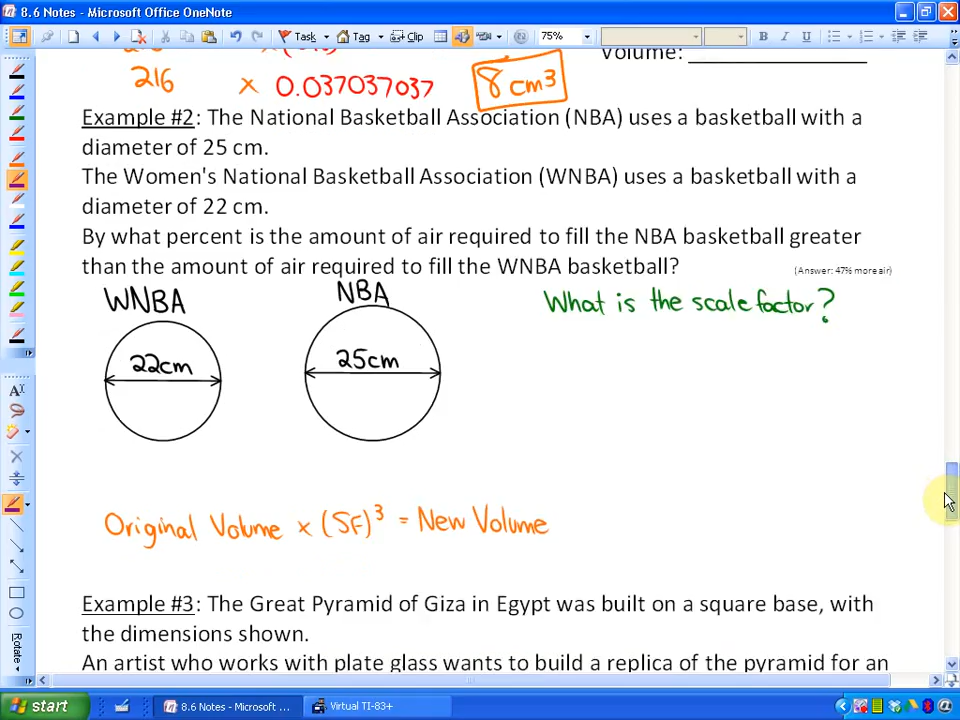 8.6 Notes - Microsoft Office OneNote
Task
Tag
Clip
75%
B I U
Volume: ________________
216 x 0.037037037 8 cm³
Example #2: The National Basketball Association (NBA) uses a basketball with a
diameter of 25 cm.
The Women's National Basketball Association (WNBA) uses a basketball with a
diameter of 22 cm.
By what percent is the amount of air required to fill the NBA basketball greater
than the amount of air required to fill the WNBA basketball?
(Answer: 47% more air)
WNBA
NBA
What is the scale factor?
22cm
25cm
Original Volume x (SF)³ = New Volume
Example #3: The Great Pyramid of Giza in Egypt was built on a square base, with
the dimensions shown.
An artist who works with plate glass wants to build a replica of the pyramid for an
A
Rotate
start
8.6 Notes - Microsoft ...
Virtual TI-83+